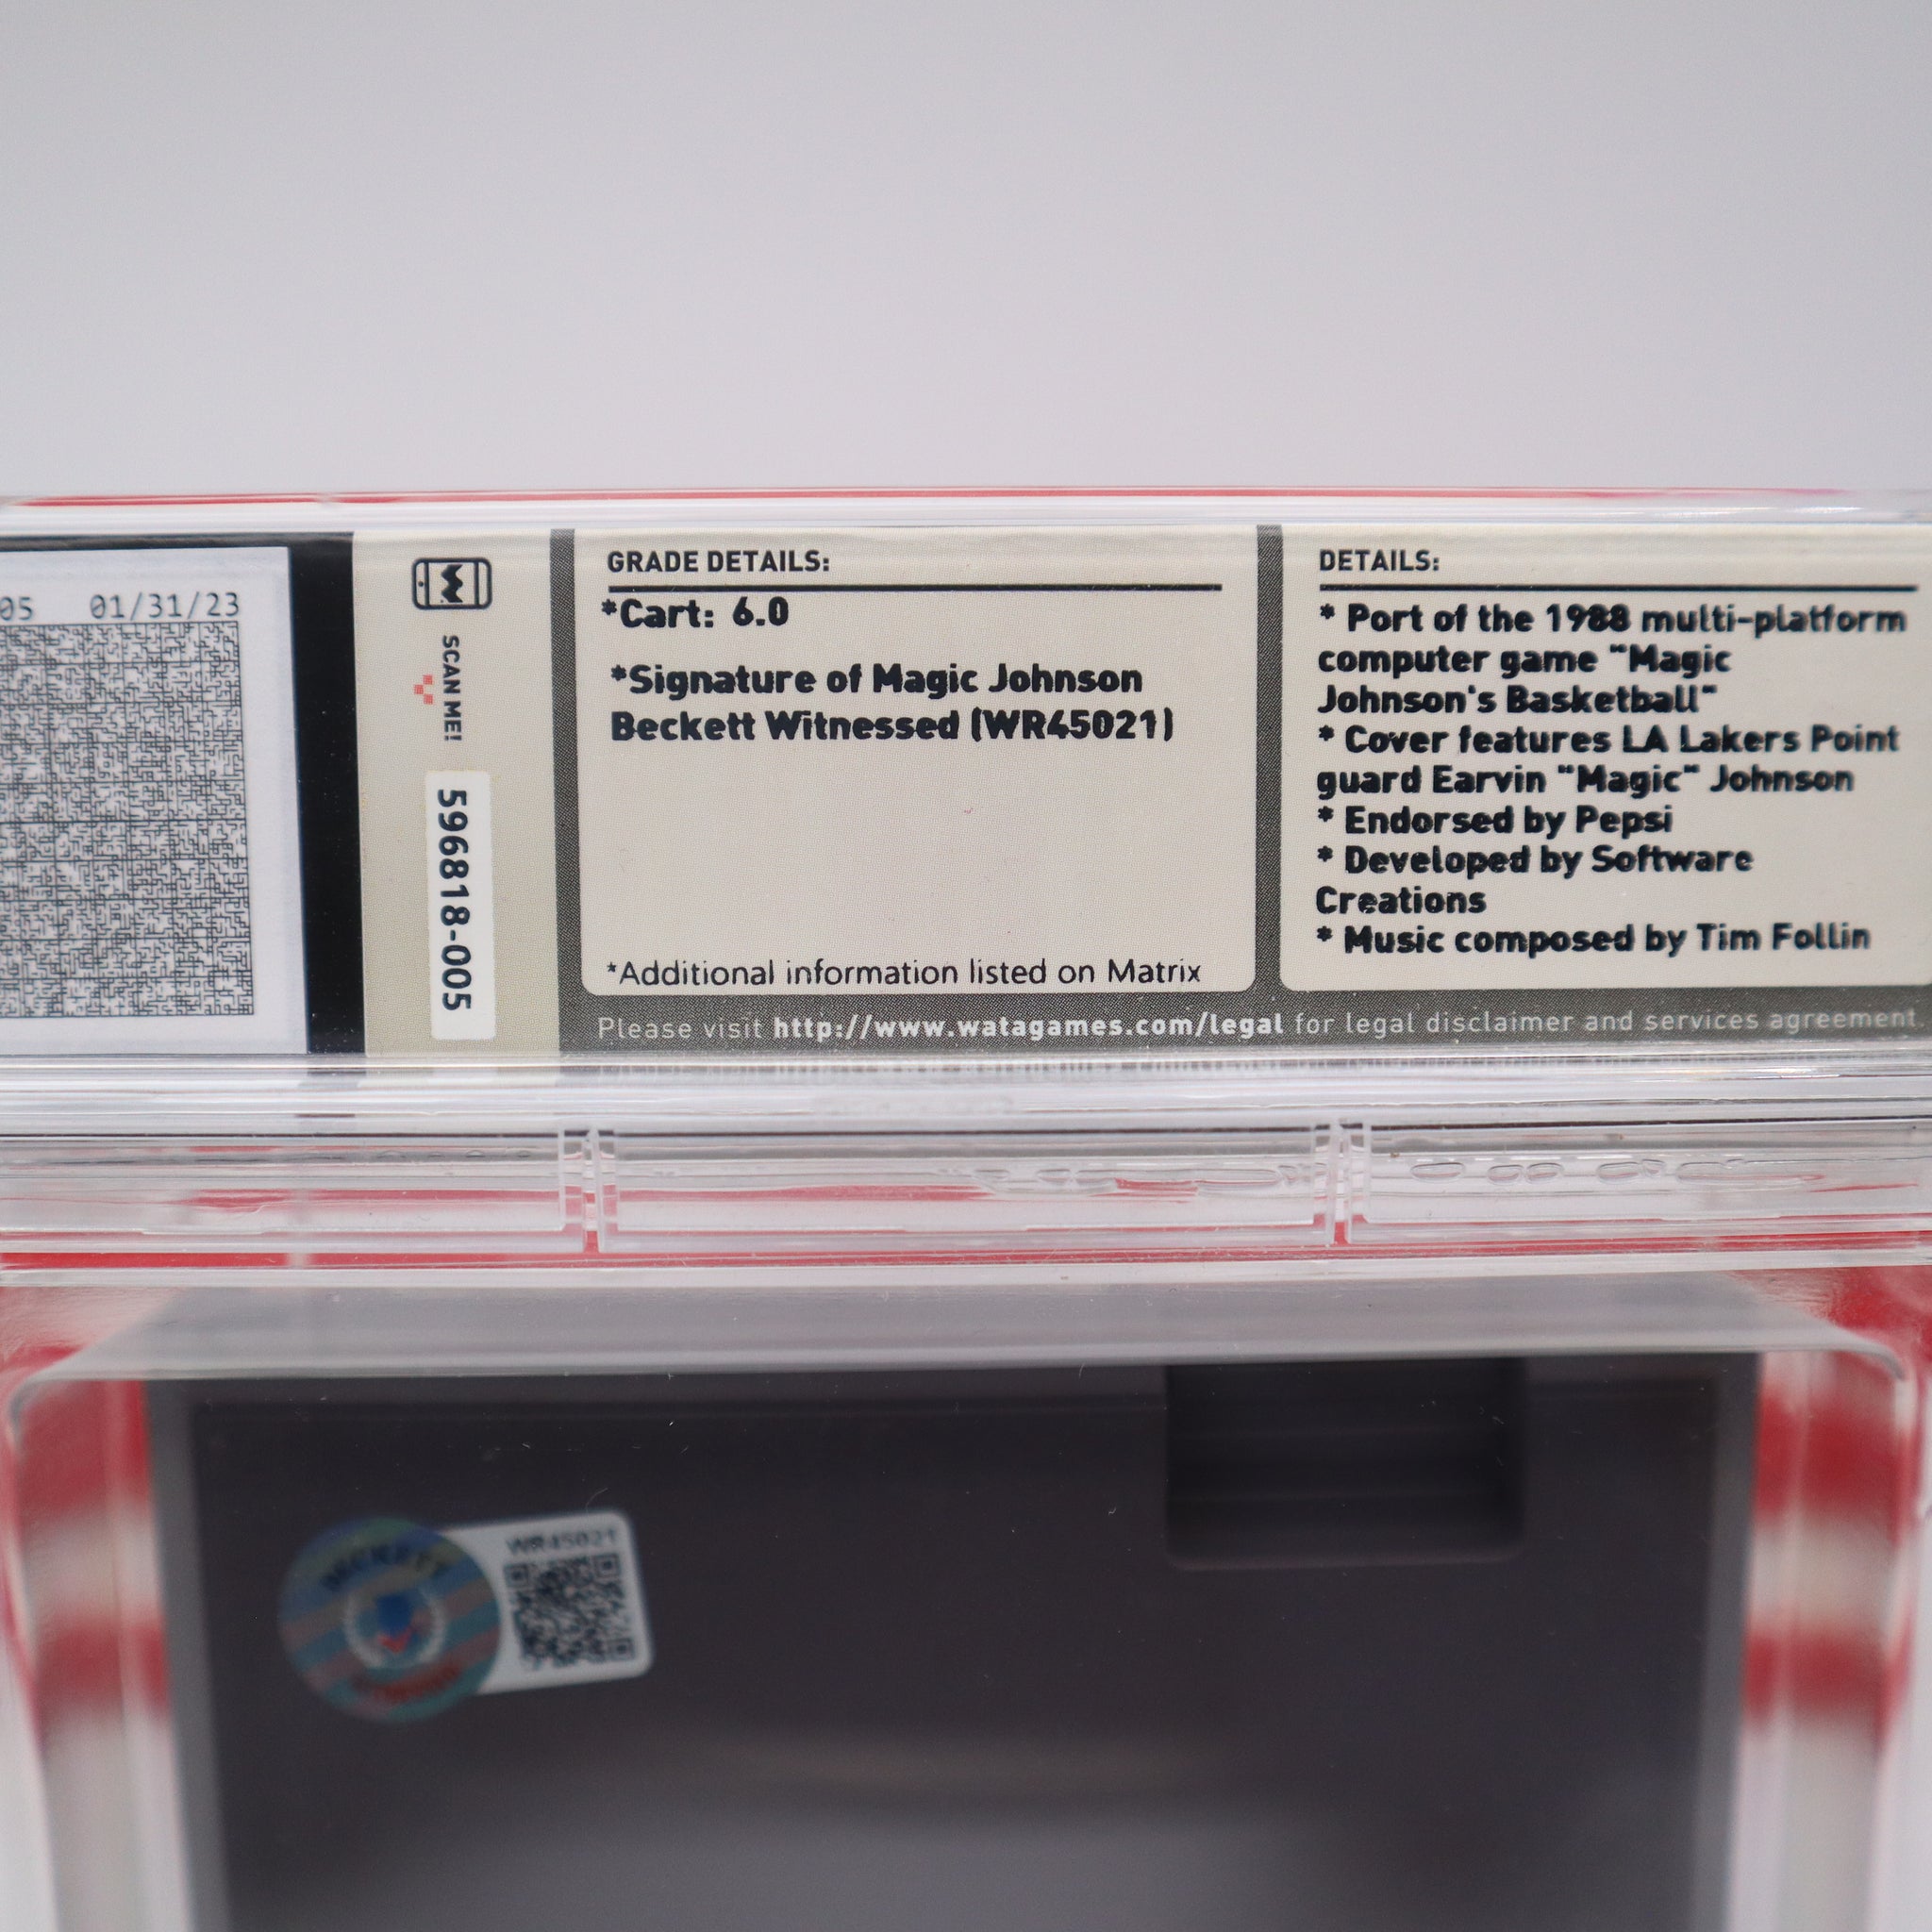 05 01/31/23
SCAN ME!
596818-005
GRADE DETAILS:
*Cart: 6.0
*Signature of Magic Johnson
Beckett Witnessed (WR45021)
*Additional information listed on Matrix
DETAILS:
* Port of the 1988 multi-platform
computer game "Magic
Johnson's Basketball"
* Cover features LA Lakers Point
guard Earvin "Magic" Johnson
* Endorsed by Pepsi
* Developed by Software
Creations
* Music composed by Tim Follin
Please visit http://www.watagames.com/legal for legal disclaimer and services agreement
WR45021
BECKETT